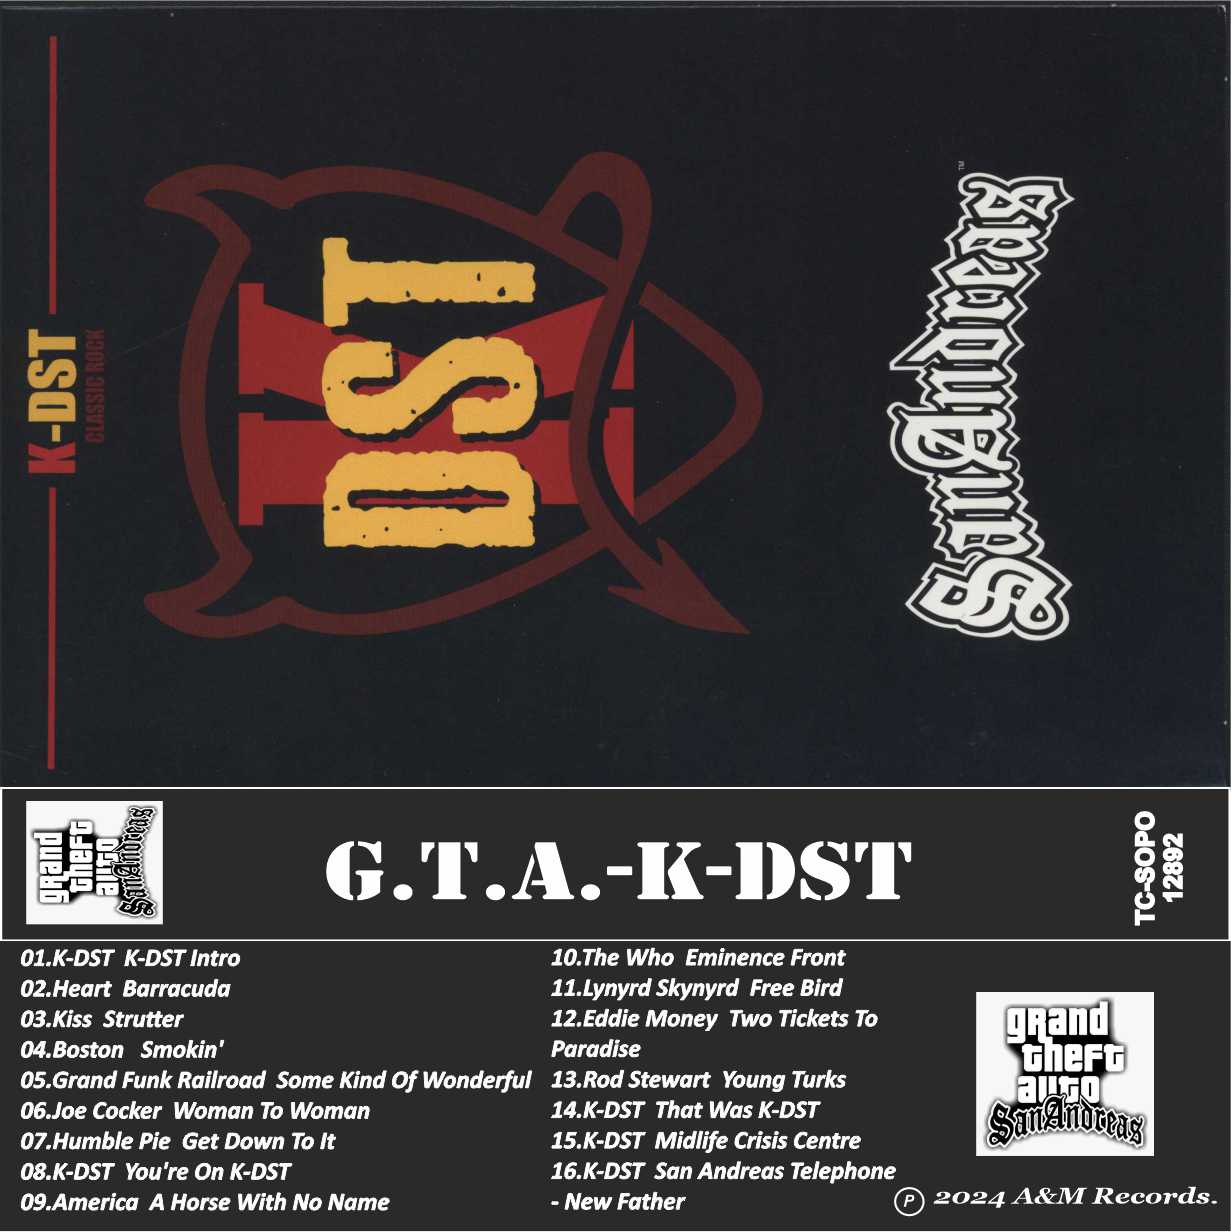 K-DST
CLASSIC ROCK
K
DST
San Andreas
TM
grand
theft
auto
San Andreas
G.T.A.-K-DST
TC-SOPO
12892
01.K-DST K-DST Intro
02.Heart Barracuda
03.Kiss Strutter
04.Boston Smokin'
05.Grand Funk Railroad Some Kind Of Wonderful
06.Joe Cocker Woman To Woman
07.Humble Pie Get Down To It
08.K-DST You're On K-DST
09.America A Horse With No Name
10.The Who Eminence Front
11.Lynyrd Skynyrd Free Bird
12.Eddie Money Two Tickets To
Paradise
13.Rod Stewart Young Turks
14.K-DST That Was K-DST
15.K-DST Midlife Crisis Centre
16.K-DST San Andreas Telephone
- New Father
grand
theft
auto
San Andreas
℗ 2024 A&M Records.